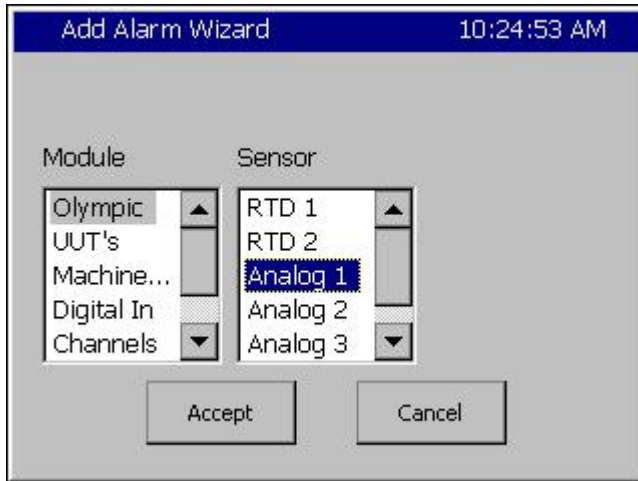 Add Alarm Wizard 10:24:53 AM
Module Sensor
Olympic
UUT's
Machine...
Digital In
Channels
RTD 1
RTD 2
Analog 1
Analog 2
Analog 3
Accept Cancel